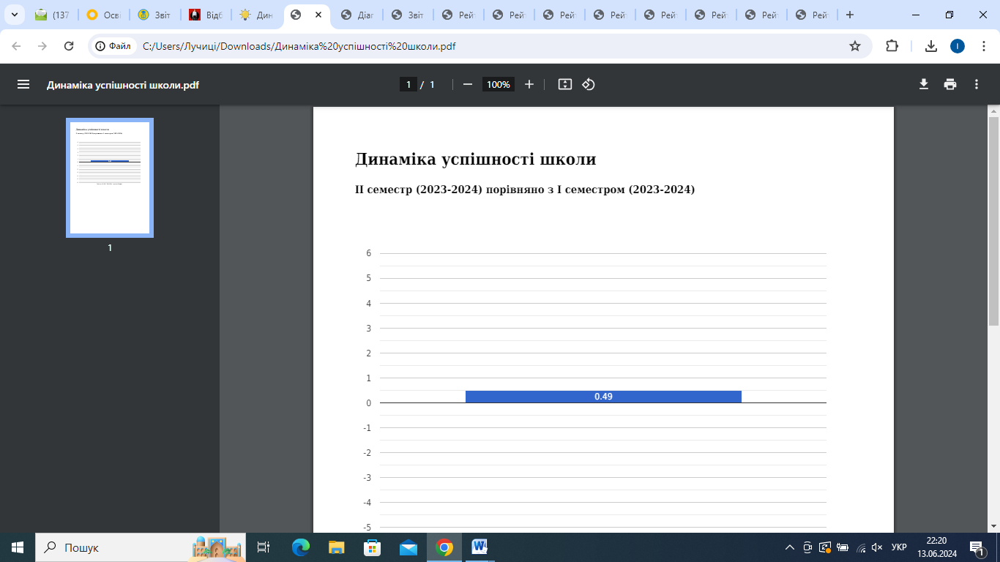 (137
Осві
Звіт
Відб
Дин
Діаг
Звіт
Рейт
Рейт
Рейт
Рейт
Рейт
Рейт
Рейт
Рейт
Файл
C:/Users/Лучиці/Downloads/Динаміка%20успішності%20школи.pdf
I
Динаміка успішності школи.pdf
1 / 1
100%
1
Динаміка успішності школи
II семестр (2023-2024) порівняно з I семестром (2023-2024)
6
5
4
3
2
1
0.49
0
-1
-2
-3
-4
-5
Пошук
УКР
22:20
13.06.2024
1